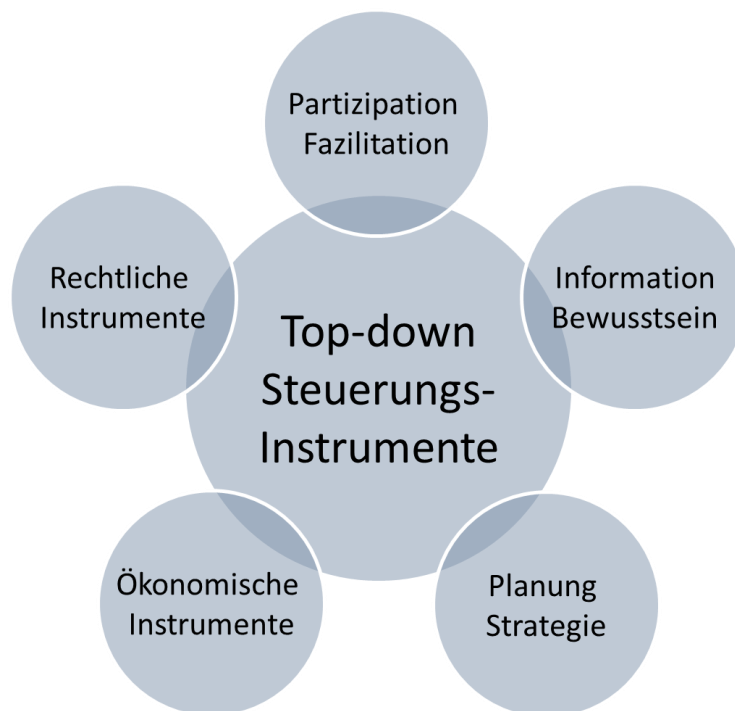 Partizipation
Fazilitation
Rechtliche
Instrumente
Information
Bewusstsein
Top-down
Steuerungs-
Instrumente
Ökonomische
Instrumente
Planung
Strategie